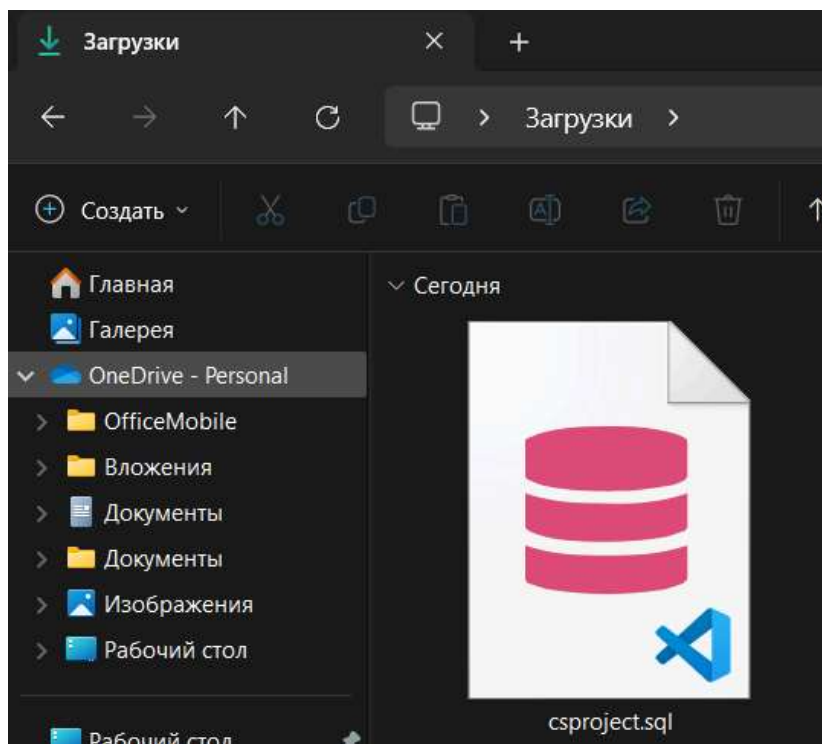 Загрузки
Загрузки
Создать
Главная
Сегодня
Галерея
OneDrive - Personal
OfficeMobile
Вложения
Документы
Документы
Изображения
Рабочий стол
csproject.sql
Рабочий стол